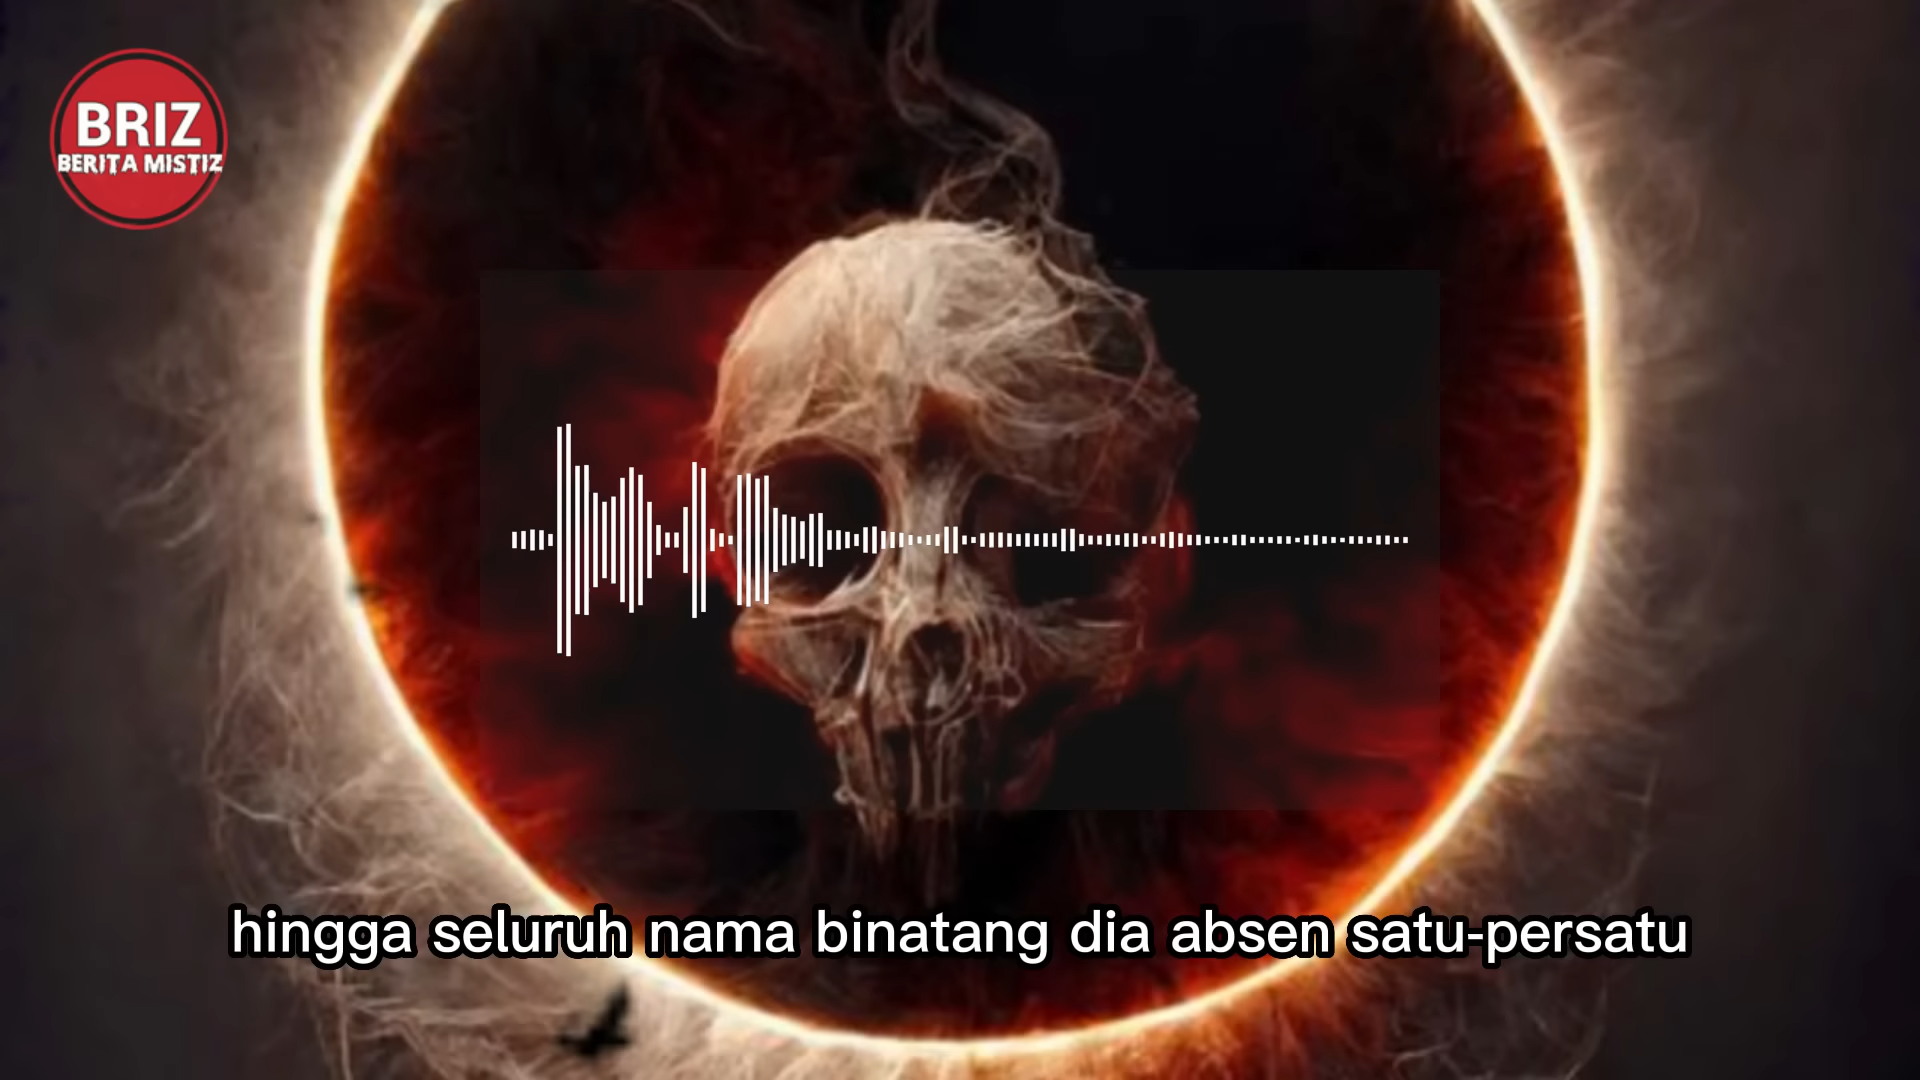 BRIZ
BERITA MISTIZ
hingga seluruh nama binatang dia absen satu-persatu